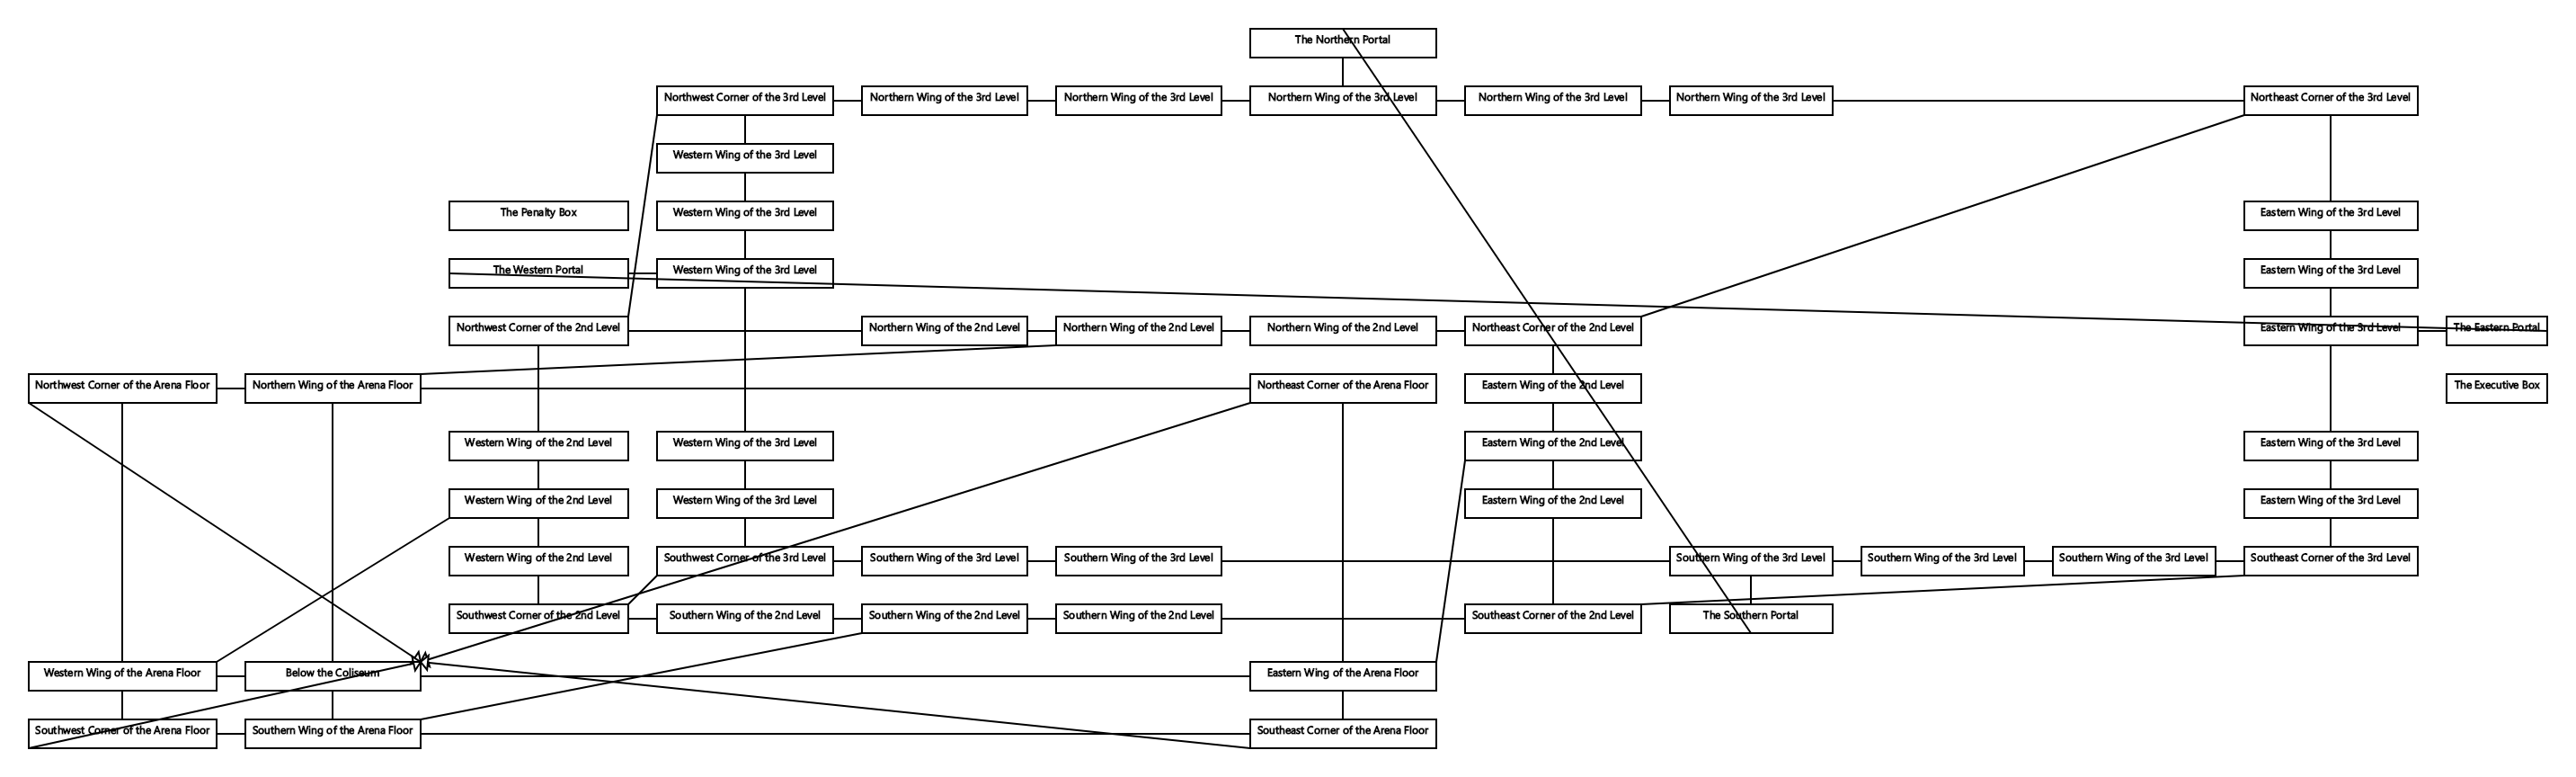 The Northern Portal
Northwest Corner of the 3rd Level
Northern Wing of the 3rd Level
Northern Wing of the 3rd Level
Northern Wing of the 3rd Level
Northern Wing of the 3rd Level
Northern Wing of the 3rd Level
Northeast Corner of the 3rd Level
Western Wing of the 3rd Level
The Penalty Box
Western Wing of the 3rd Level
Eastern Wing of the 3rd Level
The Western Portal
Western Wing of the 3rd Level
Eastern Wing of the 3rd Level
Northwest Corner of the 2nd Level
Northern Wing of the 2nd Level
Northern Wing of the 2nd Level
Northern Wing of the 2nd Level
Northeast Corner of the 2nd Level
Eastern Wing of the 3rd Level
The Eastern Portal
Northwest Corner of the Arena Floor
Northern Wing of the Arena Floor
Northeast Corner of the Arena Floor
Eastern Wing of the 2nd Level
The Executive Box
Western Wing of the 2nd Level
Western Wing of the 3rd Level
Eastern Wing of the 2nd Level
Eastern Wing of the 3rd Level
Western Wing of the 2nd Level
Western Wing of the 3rd Level
Eastern Wing of the 2nd Level
Eastern Wing of the 3rd Level
Western Wing of the 2nd Level
Southwest Corner of the 3rd Level
Southern Wing of the 3rd Level
Southern Wing of the 3rd Level
Southern Wing of the 3rd Level
Southern Wing of the 3rd Level
Southern Wing of the 3rd Level
Southeast Corner of the 3rd Level
Southwest Corner of the 2nd Level
Southern Wing of the 2nd Level
Southern Wing of the 2nd Level
Southern Wing of the 2nd Level
Southeast Corner of the 2nd Level
The Southern Portal
Western Wing of the Arena Floor
Below the Coliseum
Eastern Wing of the Arena Floor
Southwest Corner of the Arena Floor
Southern Wing of the Arena Floor
Southeast Corner of the Arena Floor